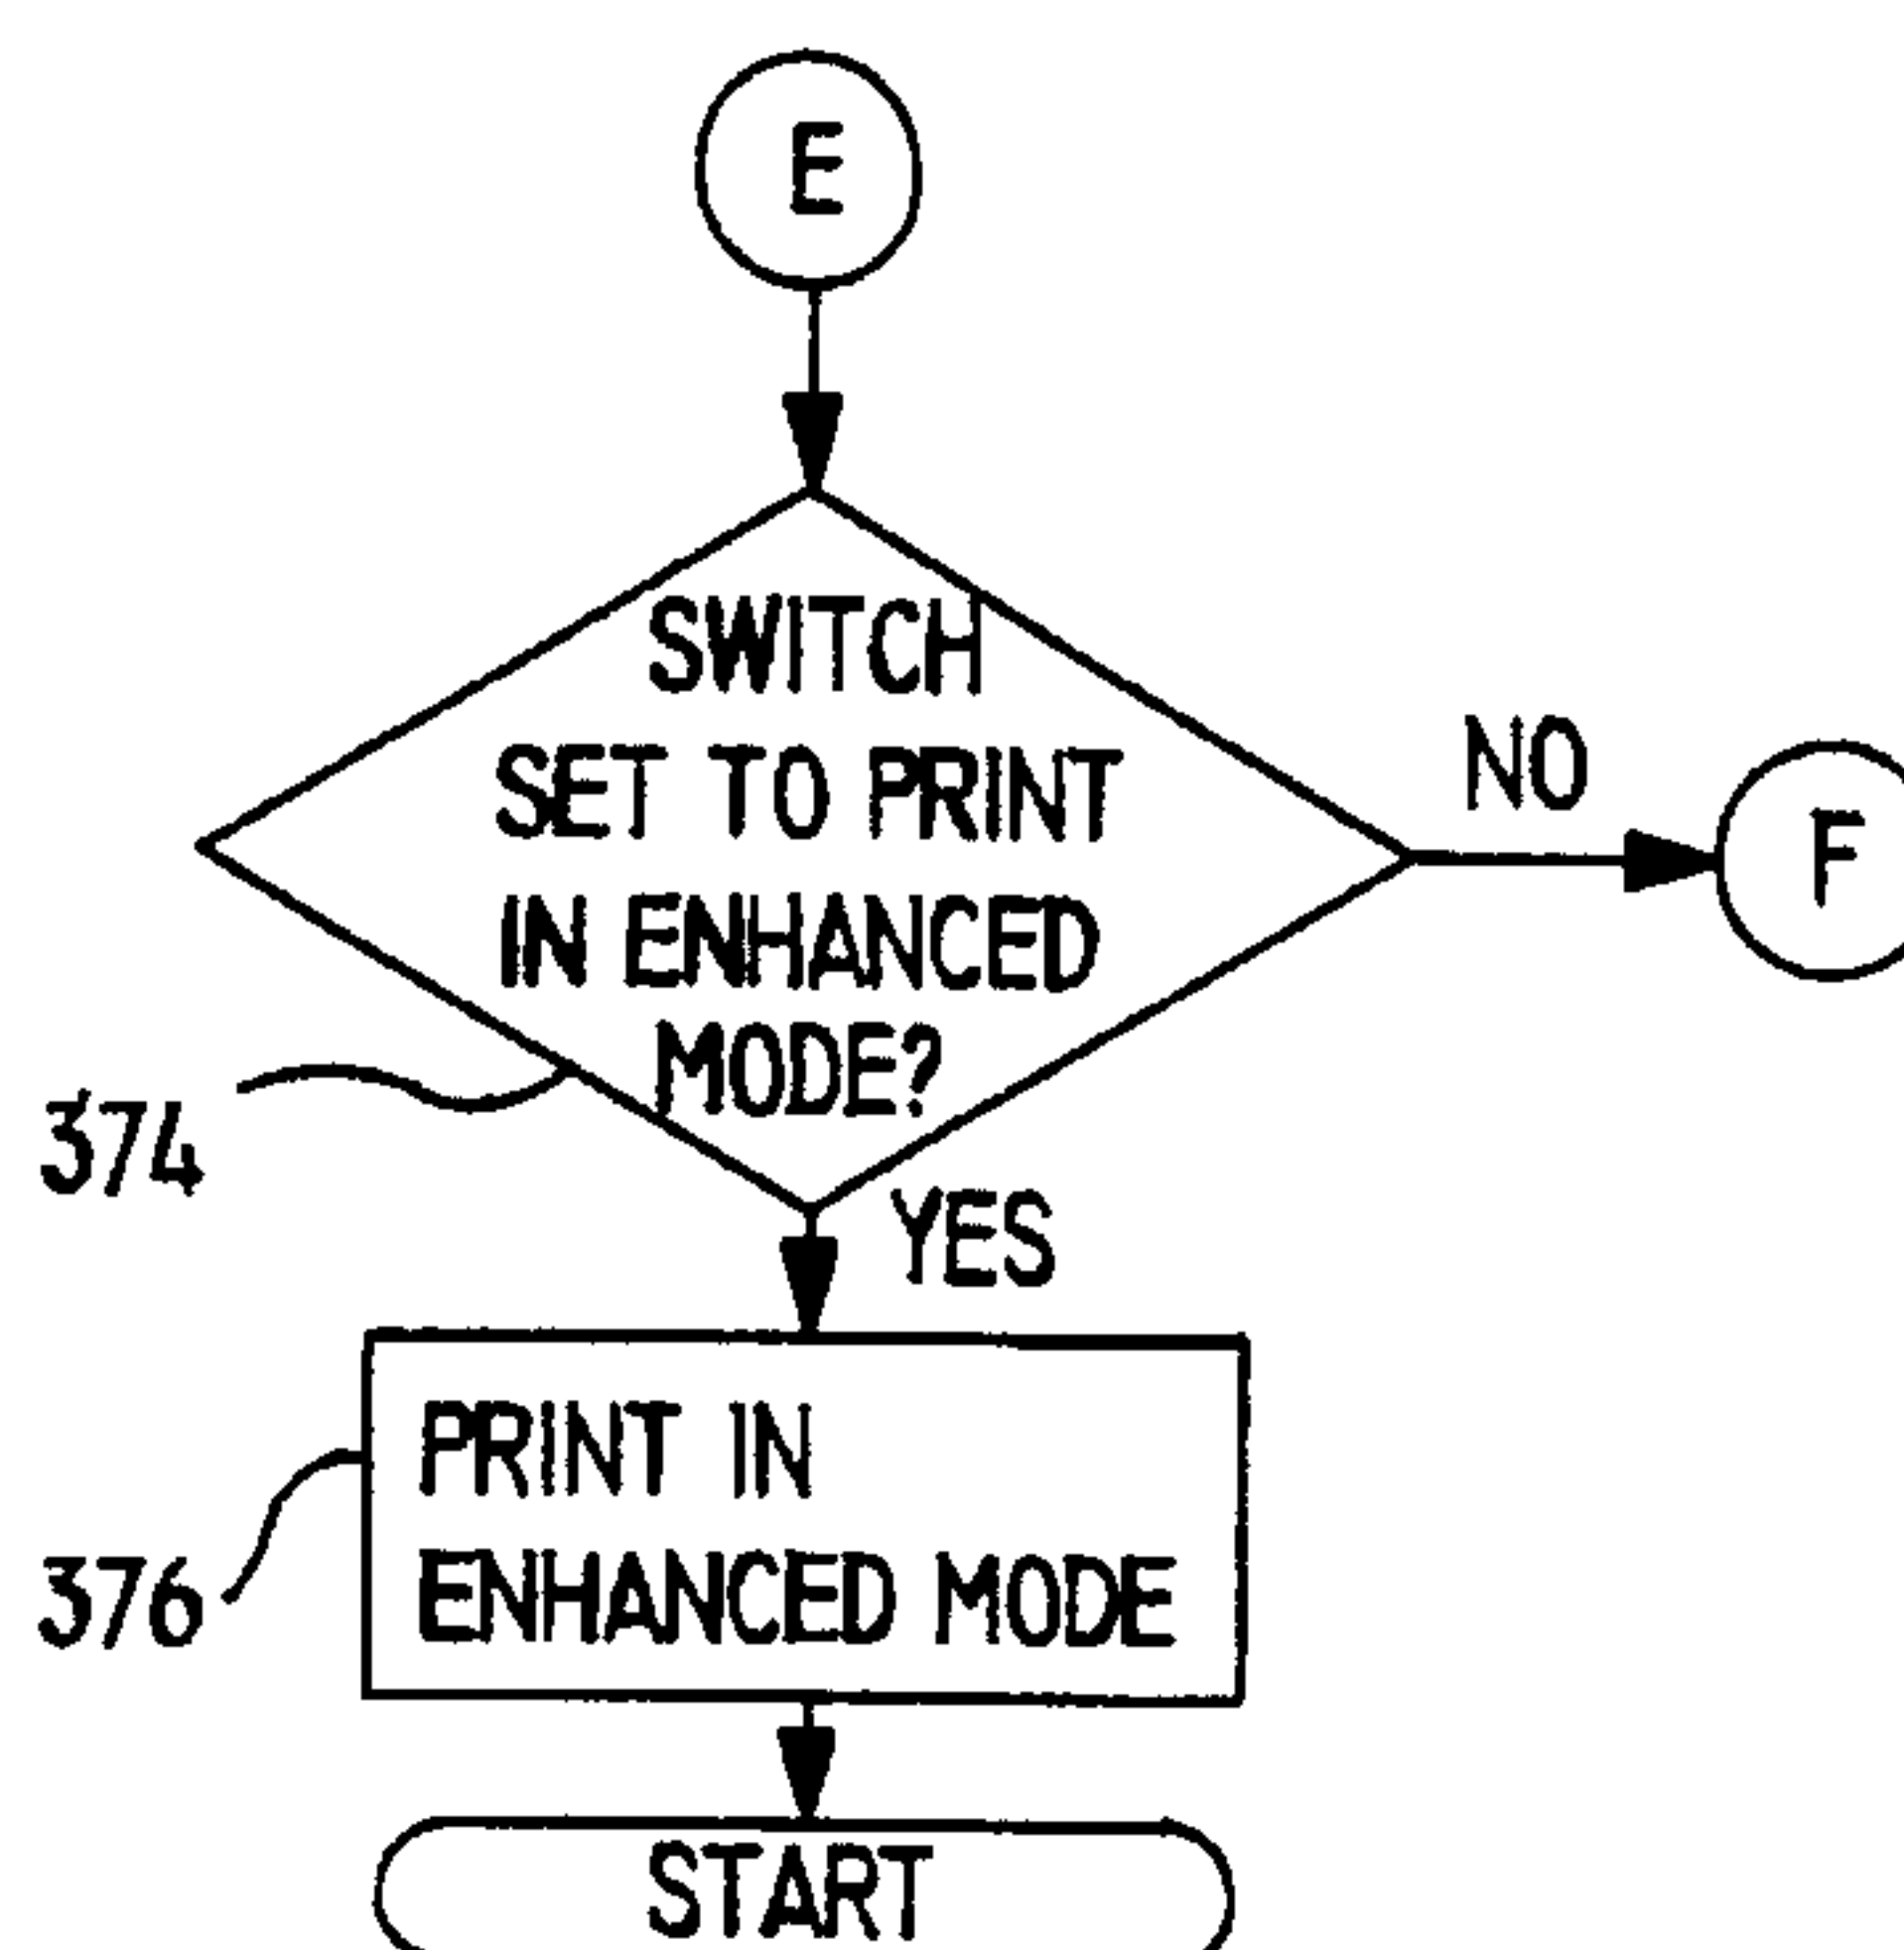 E
SWITCH
SET TO PRINT
IN ENHANCED
MODE?
NO
F
374
YES
PRINT IN
ENHANCED MODE
376
START